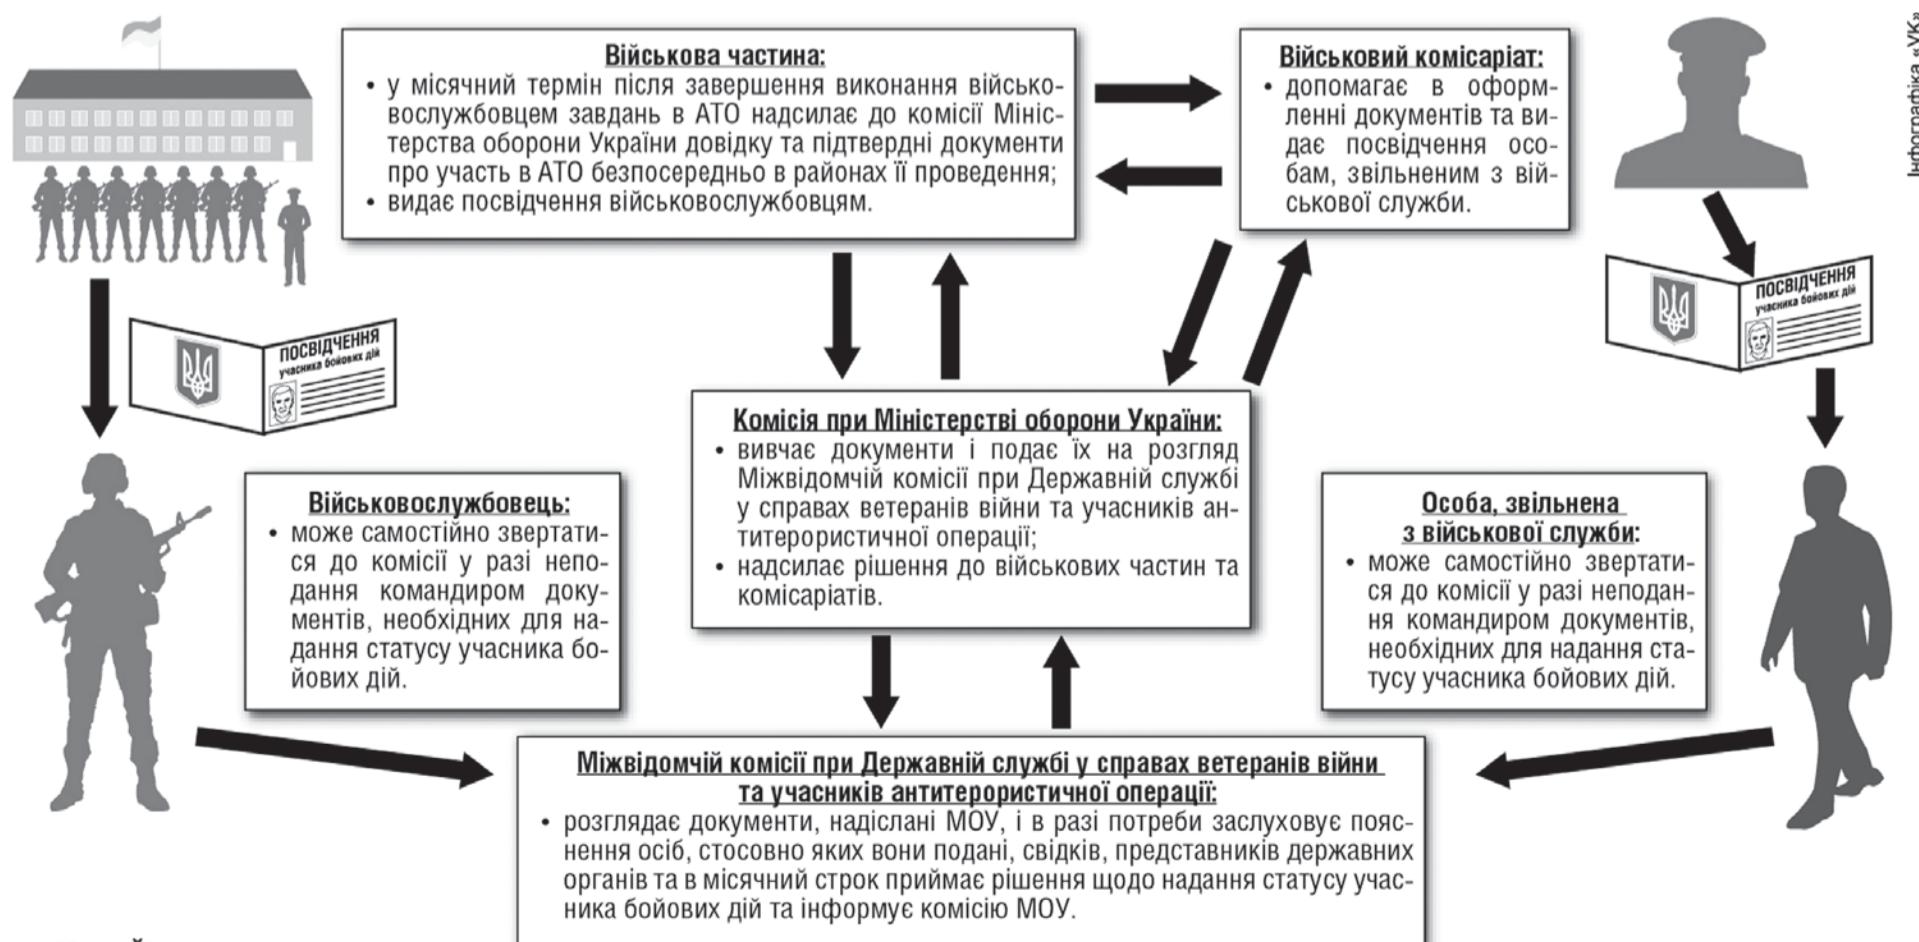 Військова частина:
• у місячний термін після завершення виконання військо-
вослужбовцем завдань в АТО надсилає до комісії Мініс-
терства оборони України довідку та підтвердні документи
про участь в АТО безпосередньо в районах її проведення;
• видає посвідчення військовослужбовцям.
Військовий комісаріат:
• допомагає в оформ-
ленні документів та ви-
дає посвідчення осо-
бам, звільненим з вій-
ськової служби.
Інфографіка «УК»
ПОСВІДЧЕННЯ
учасника бойових дій
ПОСВІДЧЕННЯ
учасника бойових дій
Комісія при Міністерстві оборони України:
• вивчає документи і подає їх на розгляд
Міжвідомчій комісії при Державній службі
у справах ветеранів війни та учасників ан-
титерористичної операції;
• надсилає рішення до військових частин та
комісаріатів.
Військовослужбовець:
• може самостійно звертати-
ся до комісії у разі непо-
дання командиром доку-
ментів, необхідних для на-
дання статусу учасника бо-
йових дій.
Особа, звільнена
з військової служби:
• може самостійно звертати-
ся до комісії у разі неподан-
ня командиром документів,
необхідних для надання ста-
тусу учасника бойових дій.
Міжвідомчій комісії при Державній службі у справах ветеранів війни
та учасників антитерористичної операції:
• розглядає документи, надіслані МОУ, і в разі потреби заслуховує пояс-
нення осіб, стосовно яких вони подані, свідків, представників державних
органів та в місячний строк приймає рішення щодо надання статусу учас-
ника бойових дій та інформує комісію МОУ.